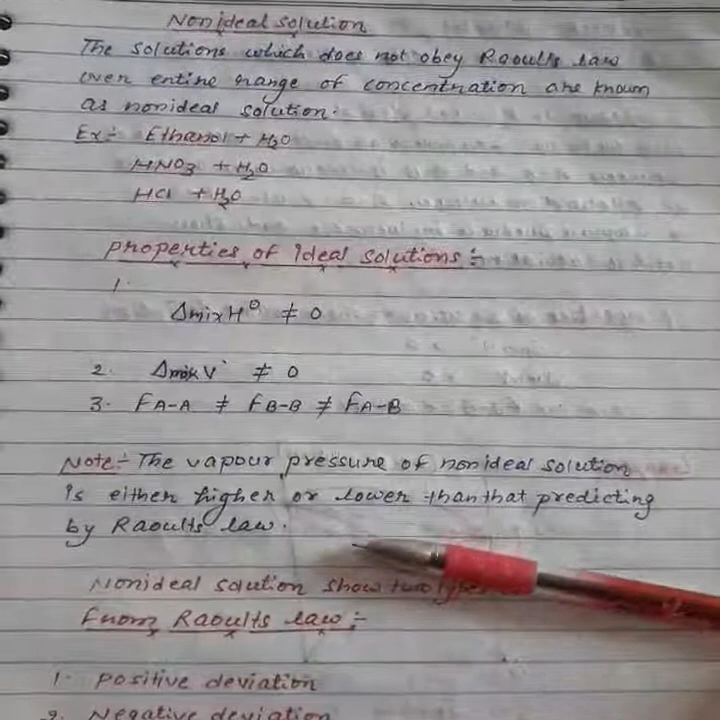 Nonideal solution
The solutions which does not obey Raoults law
over entire range of concentration are known
as nonideal solution.
Ex:- Ethanol + H2O
HNO3 + H2O
HCl + H2O
properties of Ideal solutions :-
1.
ΔmixH° ≠ 0
2. ΔmixV ≠ 0
3. FA-A ≠ FB-B ≠ FA-B
Note:- The vapour pressure of nonideal solution
is either higher or lower than that predicting
by Raoults law.
Nonideal solution show two
from Raoults law :-
1. positive deviation
2. Negative deviation